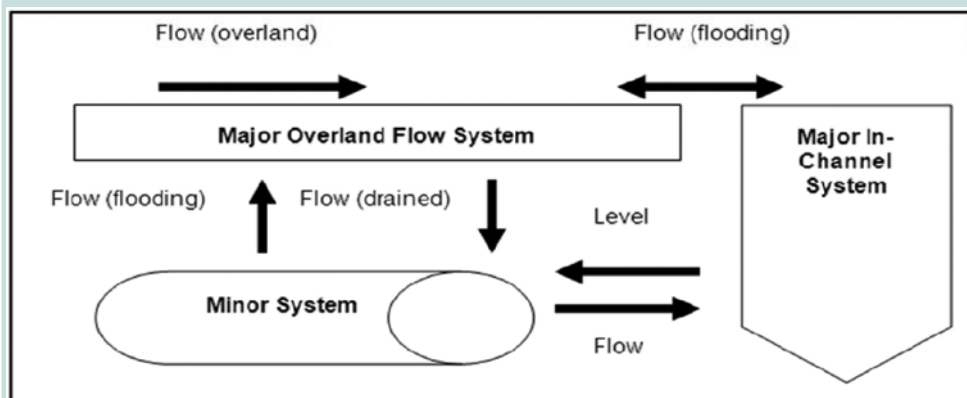 Flow (overland)
Flow (flooding)
Major Overland Flow System
Major In-
Channel
System
Flow (flooding)
Flow (drained)
Level
Minor System
Flow